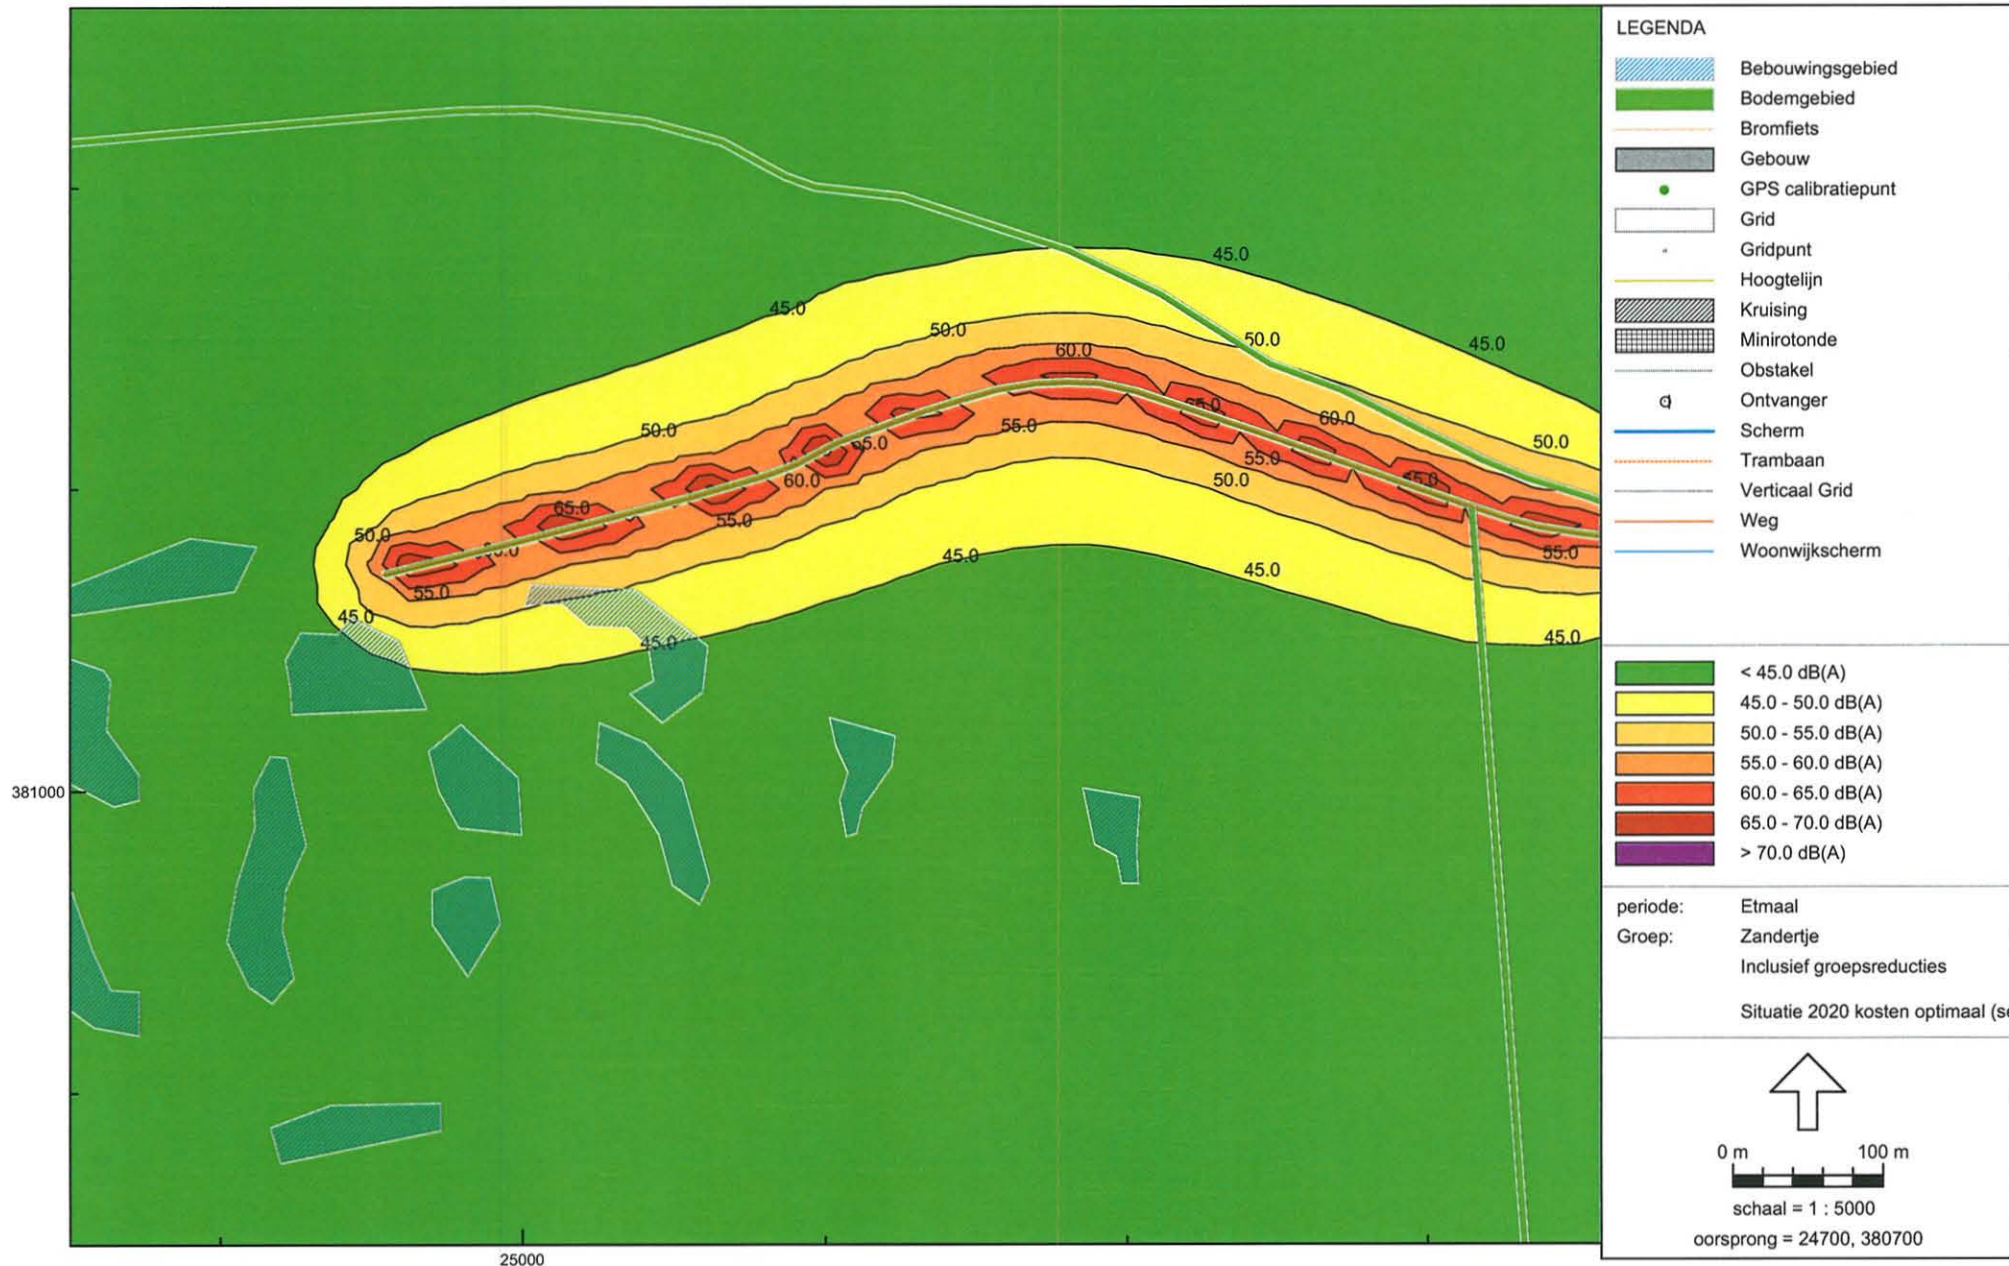 LEGENDA
Bebouwingsgebied
Bodemgebied
Bromfiets
Gebouw
GPS calibratiepunt
Grid
Gridpunt
Hoogtelijn
Kruising
Minirotonde
Obstakel
Ontvanger
Scherm
Trambaan
Verticaal Grid
Weg
Woonwijkscherm
< 45.0 dB(A)
45.0 - 50.0 dB(A)
50.0 - 55.0 dB(A)
55.0 - 60.0 dB(A)
60.0 - 65.0 dB(A)
65.0 - 70.0 dB(A)
> 70.0 dB(A)
periode: Etmaal
Groep: Zandertje
Inclusief groepsreducties
Situatie 2020 kosten optimaal (se
0 m 100 m
schaal = 1 : 5000
oorsprong = 24700, 380700
45.0
45.0
50.0
50.0
45.0
60.0
60.0
65.0
50.0
55.0
50.0
55.0
60.0
55.0
50.0
65.0
55.0
50.0
55.0
55.0
45.0
45.0
45.0
45.0
45.0
381000
25000